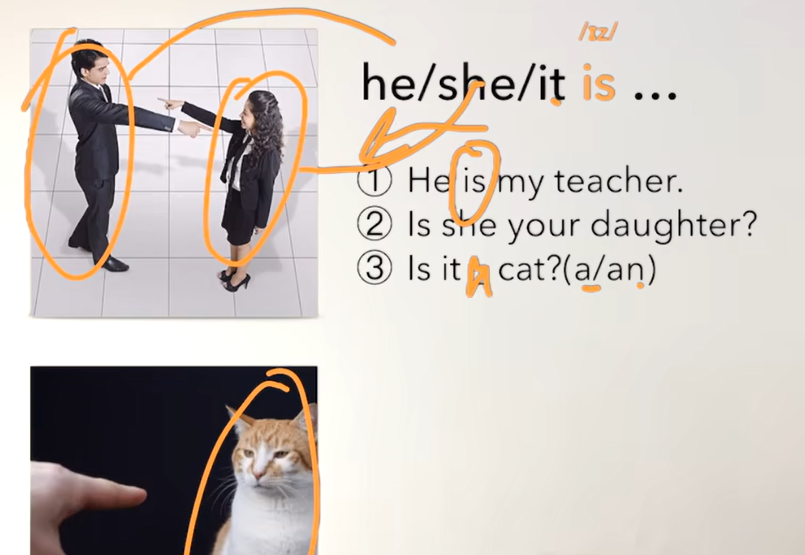 /ɪz/
he/she/it is ...
① He is my teacher.
② Is she your daughter?
③ Is it a cat?(a/an)